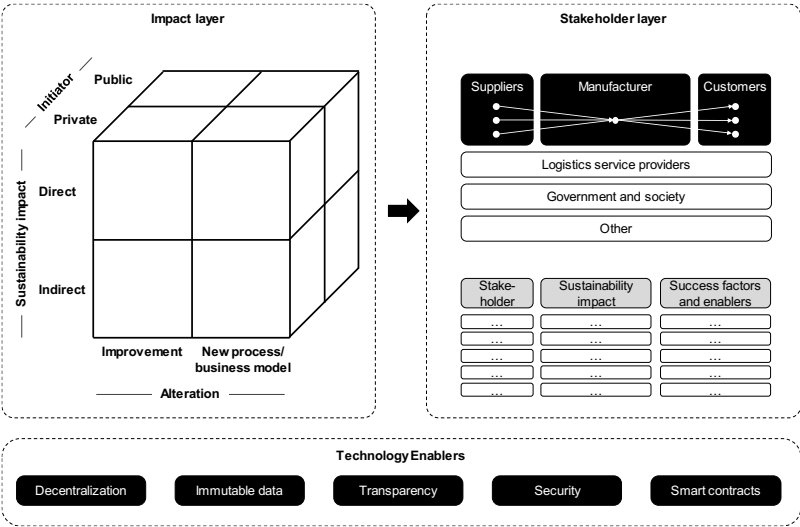 Impact layer
Initiator
Public
Private
Sustainability impact
Direct
Indirect
Improvement
New process/
business model
Alteration
Stakeholder layer
Suppliers
Manufacturer
Customers
Logistics service providers
Government and society
Other
Stake-
holder
Sustainability
impact
Success factors
and enablers
… … …
… … …
… … …
… … …
… … …
Technology Enablers
Decentralization
Immutable data
Transparency
Security
Smart contracts